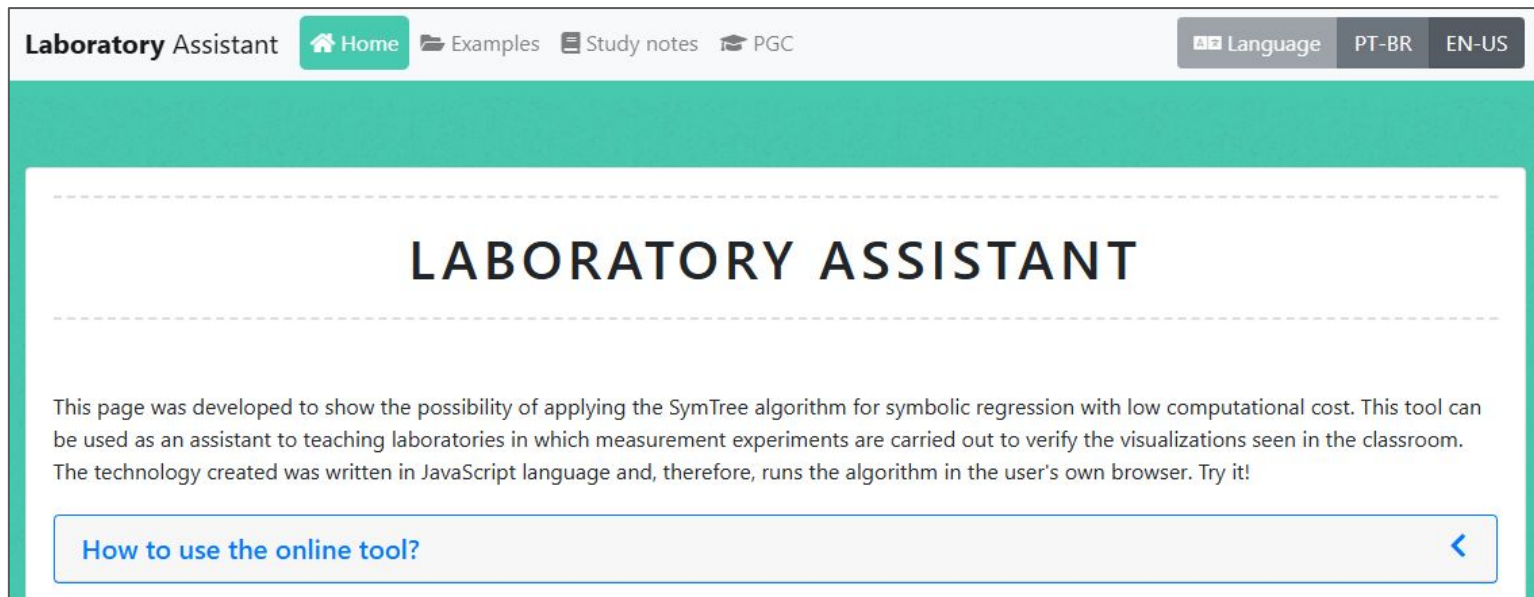 Laboratory Assistant Home Examples Study notes PGC Language PT-BR EN-US
LABORATORY ASSISTANT
This page was developed to show the possibility of applying the SymTree algorithm for symbolic regression with low computational cost. This tool can
be used as an assistant to teaching laboratories in which measurement experiments are carried out to verify the visualizations seen in the classroom.
The technology created was written in JavaScript language and, therefore, runs the algorithm in the user's own browser. Try it!
How to use the online tool?